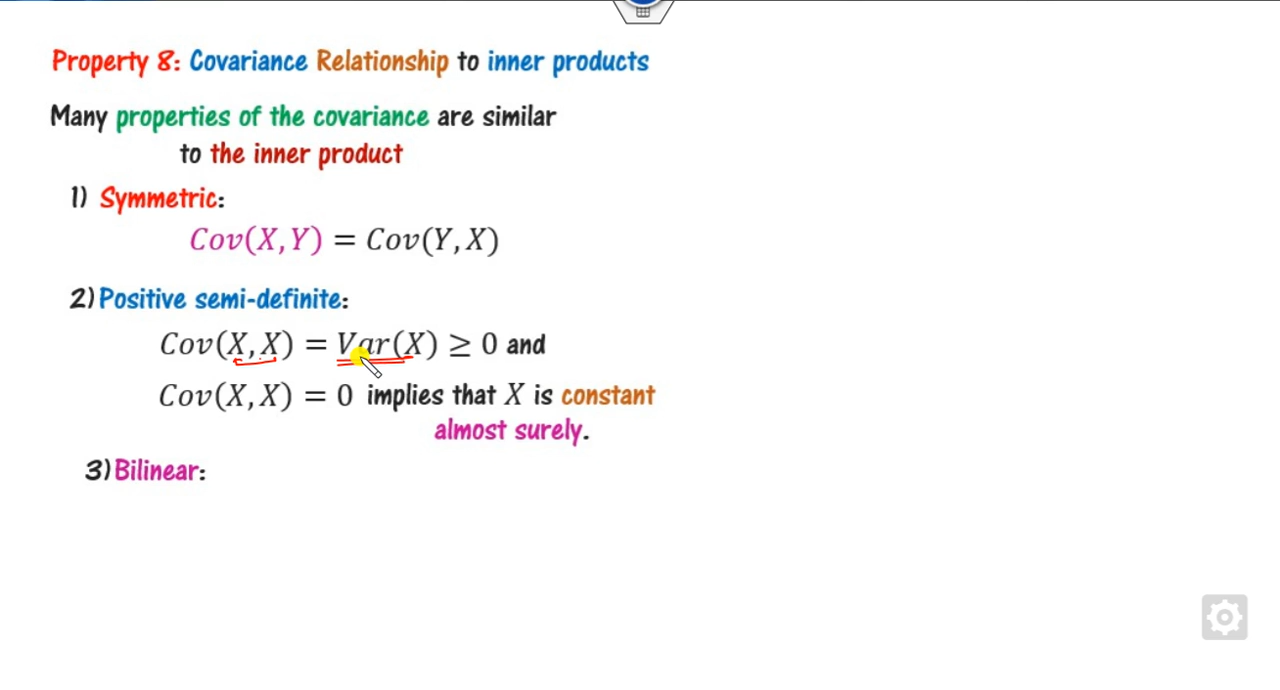 Property 8: Covariance Relationship to inner products
Many properties of the covariance are similar
to the inner product
1) Symmetric:
Cov(X, Y) = Cov(Y, X)
2) Positive semi-definite:
Cov(X, X) = Var(X) ≥ 0 and
Cov(X, X) = 0 implies that X is constant
almost surely.
3) Bilinear: